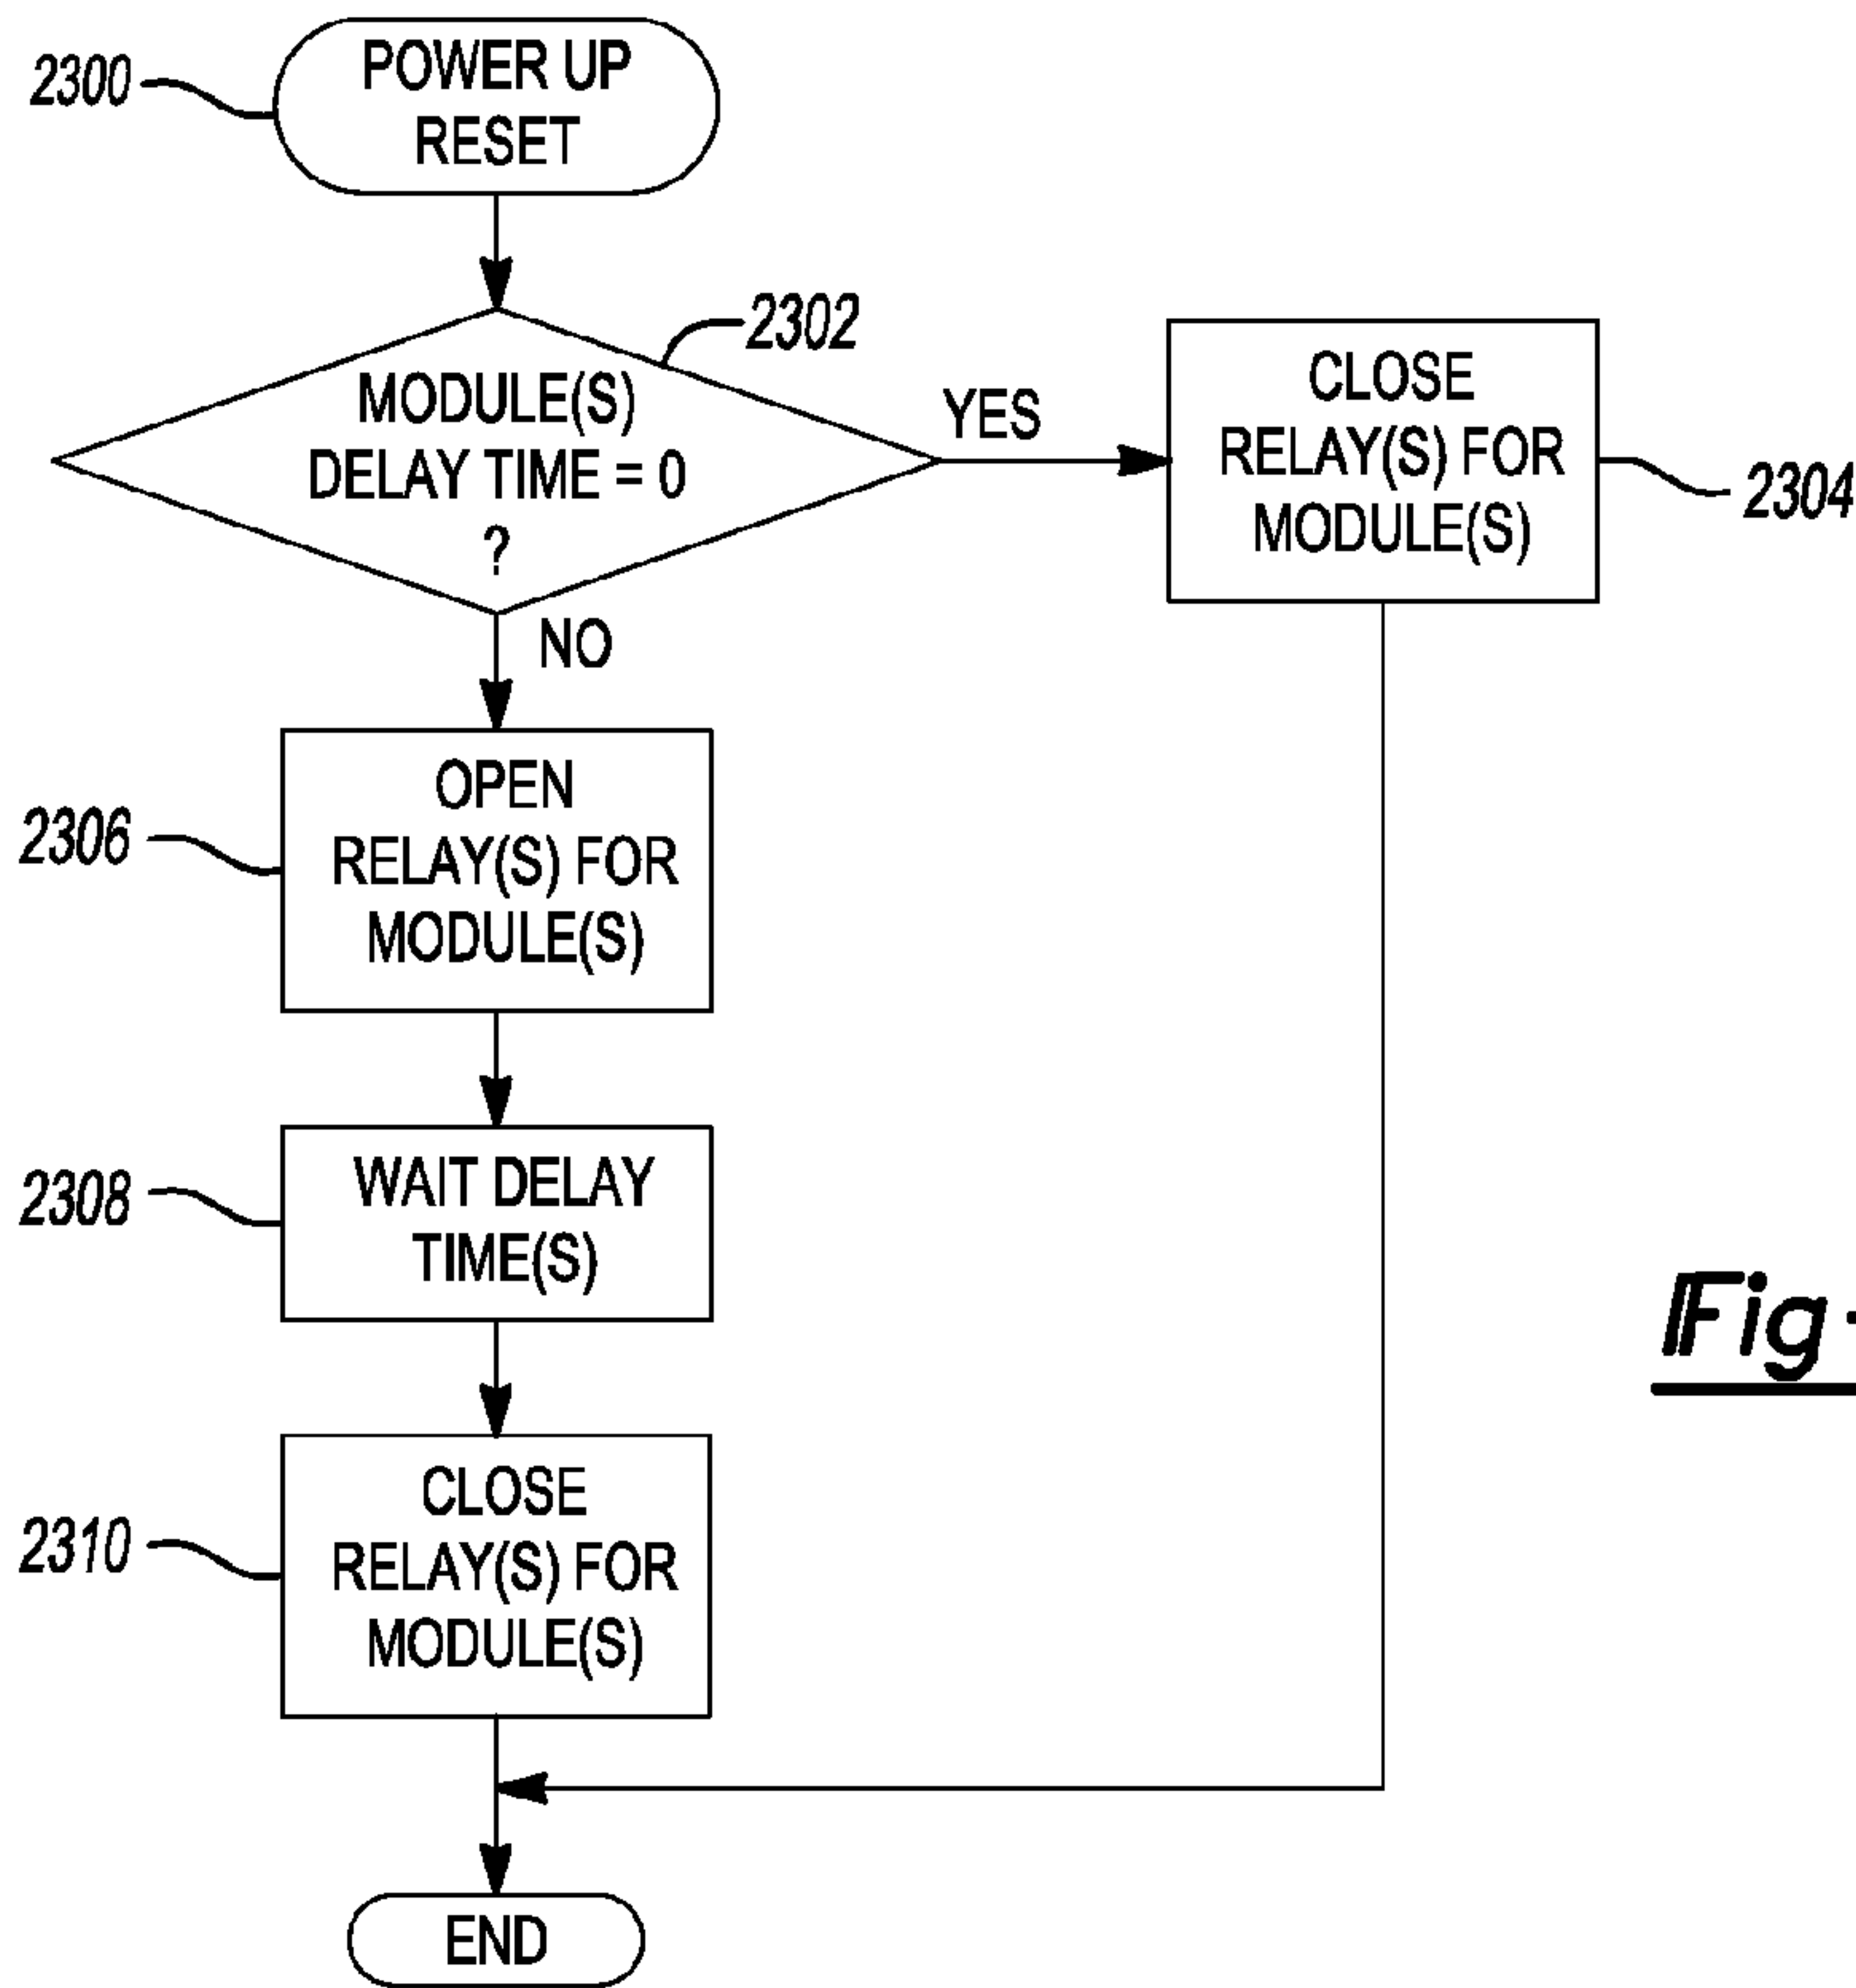 2300
POWER UP
RESET
2302
MODULE(S)
DELAY TIME = 0
?
YES
CLOSE
RELAY(S) FOR
MODULE(S)
2304
NO
2306
OPEN
RELAY(S) FOR
MODULE(S)
2308
WAIT DELAY
TIME(S)
Fig-
2310
CLOSE
RELAY(S) FOR
MODULE(S)
END